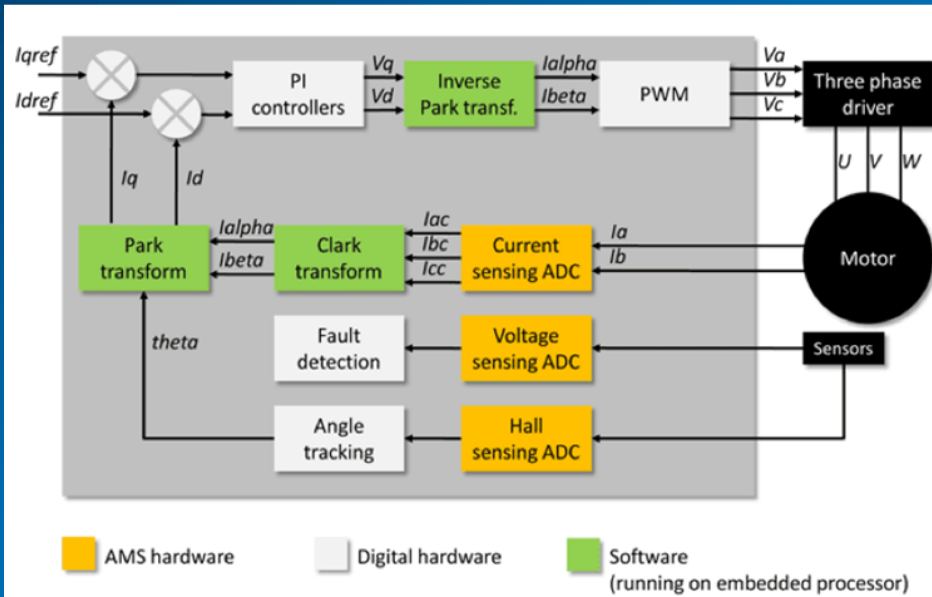 Iqref
Idref
PI
controllers
Vq
Vd
Inverse
Park transf.
Ialpha
Ibeta
PWM
Va
Vb
Vc
Three phase
driver
Iq
Id
U
V
W
Park
transform
Ialpha
Ibeta
Clark
transform
Iac
Ibc
Icc
Current
sensing ADC
Ia
Ib
Motor
theta
Fault
detection
Voltage
sensing ADC
Sensors
Angle
tracking
Hall
sensing ADC
AMS hardware
Digital hardware
Software
(running on embedded processor)